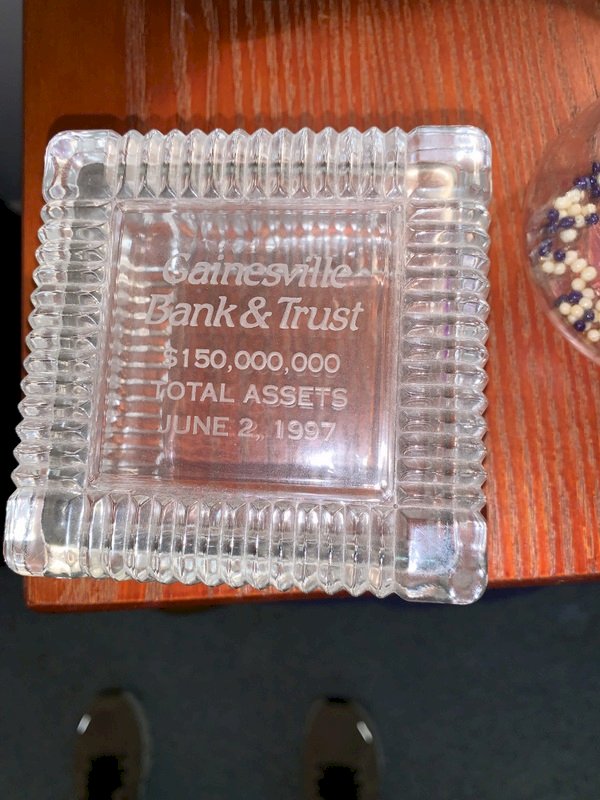 Gainesville
Bank & Trust
$150,000,000
TOTAL ASSETS
JUNE 2, 1997